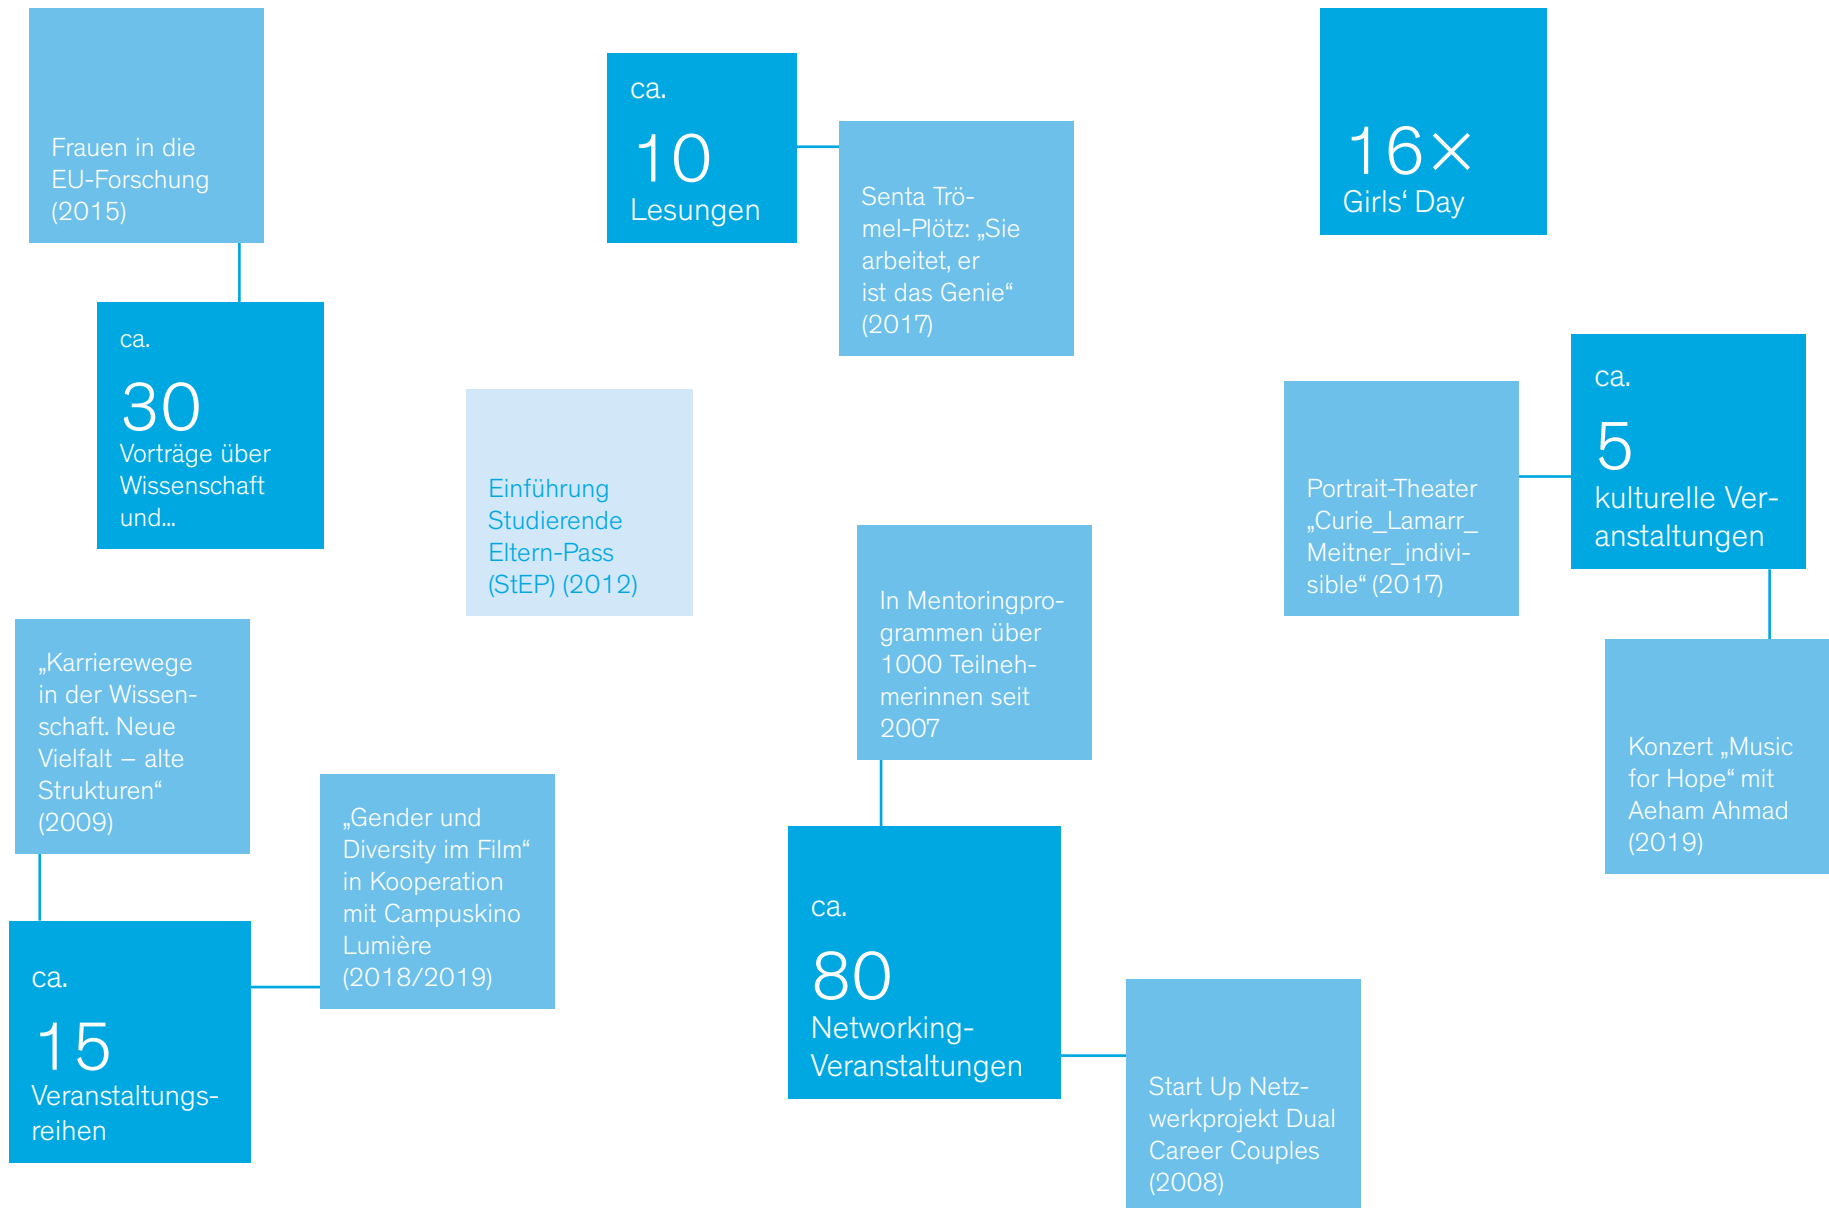 Frauen in die
EU-Forschung
(2015)
ca.
30
Vorträge über
Wissenschaft
und...
ca.
10
Lesungen
Senta Trö-
mel-Plötz: „Sie
arbeitet, er
ist das Genie“
(2017)
16×
Girls‘ Day
Einführung
Studierende
Eltern-Pass
(StEP) (2012)
Portrait-Theater
„Curie_Lamarr_
Meitner_indivi-
sible“ (2017)
ca.
5
kulturelle Ver-
anstaltungen
Konzert „Music
for Hope“ mit
Aeham Ahmad
(2019)
„Karrierewege
in der Wissen-
schaft. Neue
Vielfalt – alte
Strukturen“
(2009)
ca.
15
Veranstaltungs-
reihen
„Gender und
Diversity im Film“
in Kooperation
mit Campuskino
Lumière
(2018/2019)
In Mentoringpro-
grammen über
1000 Teilneh-
merinnen seit
2007
ca.
80
Networking-
Veranstaltungen
Start Up Netz-
werkprojekt Dual
Career Couples
(2008)